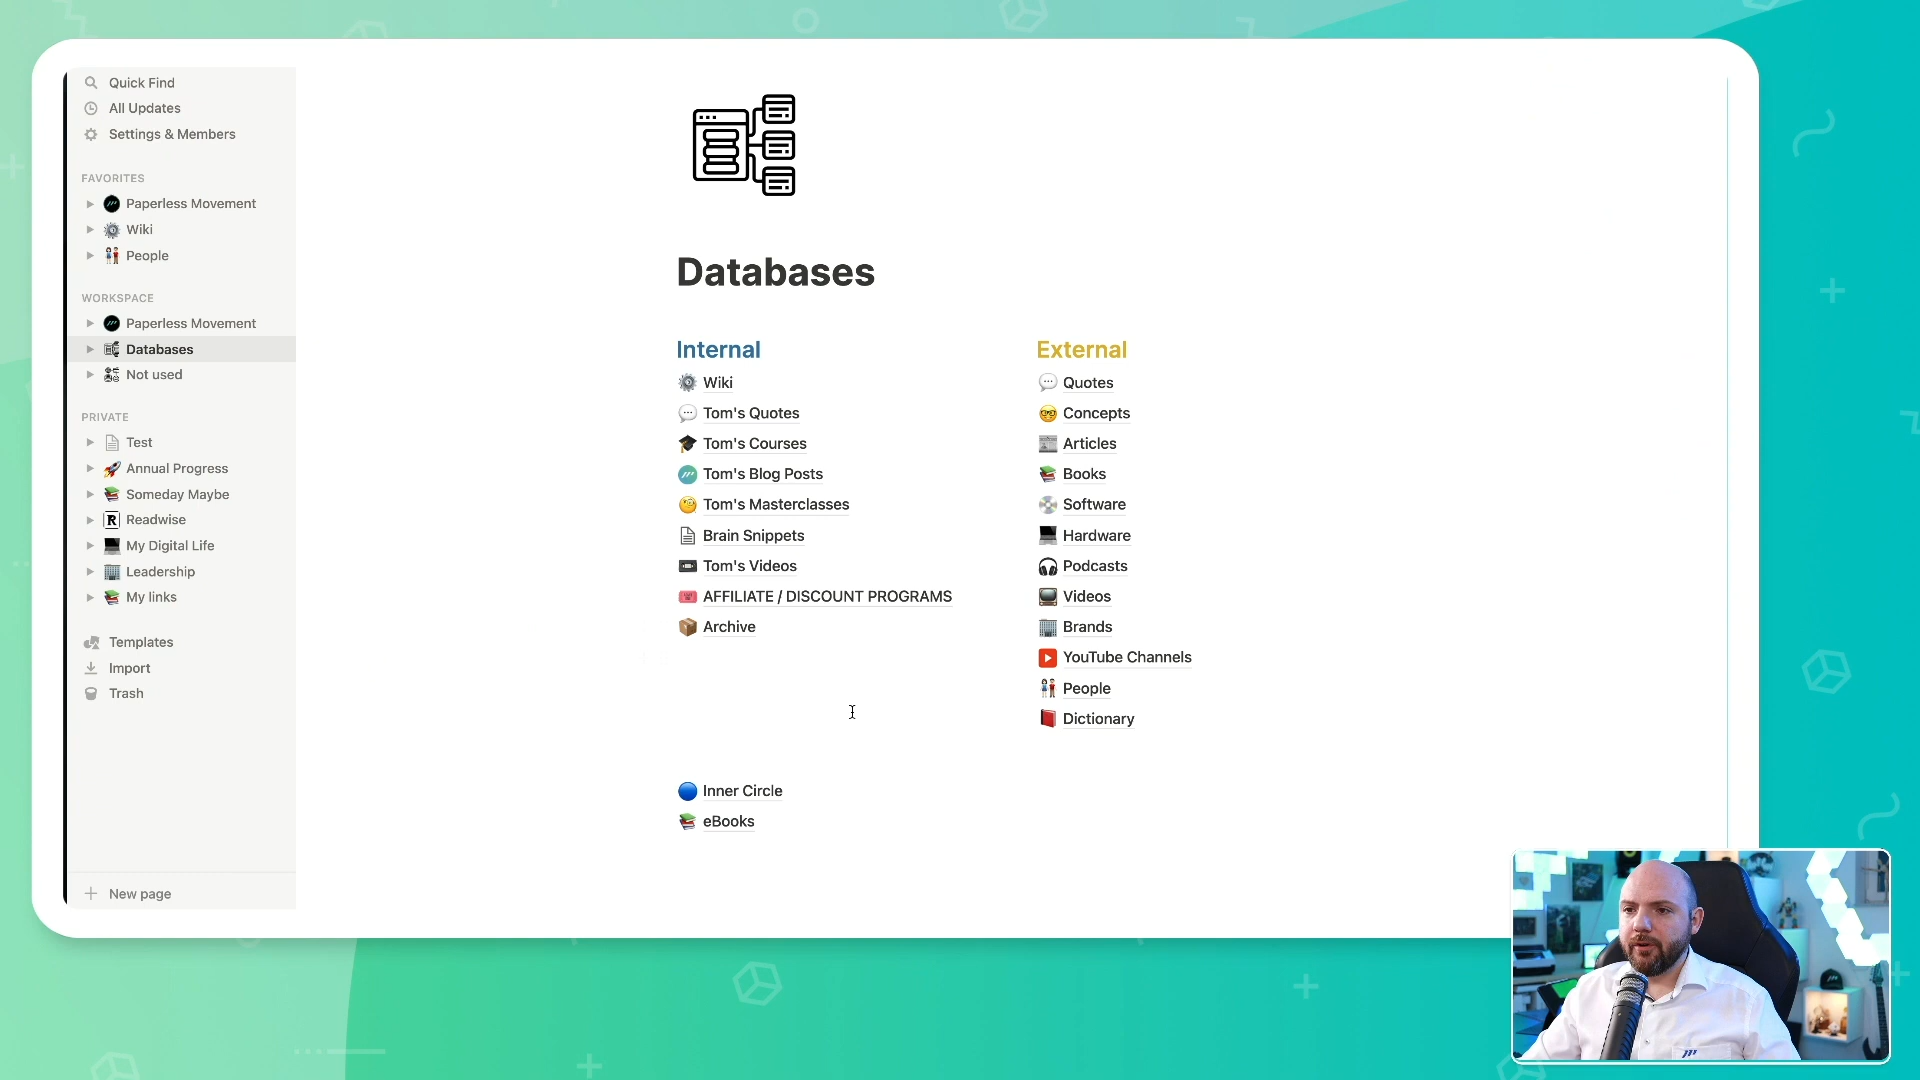 Quick Find
All Updates
Settings & Members
FAVORITES
Paperless Movement
Wiki
People
WORKSPACE
Paperless Movement
Databases
Not used
PRIVATE
Test
Annual Progress
Someday Maybe
Readwise
My Digital Life
Leadership
My links
Templates
Import
Trash
New page
Databases
Internal
Wiki
Tom's Quotes
Tom's Courses
Tom's Blog Posts
Tom's Masterclasses
Brain Snippets
Tom's Videos
AFFILIATE / DISCOUNT PROGRAMS
Archive
External
Quotes
Concepts
Articles
Books
Software
Hardware
Podcasts
Videos
Brands
YouTube Channels
People
Dictionary
Inner Circle
eBooks